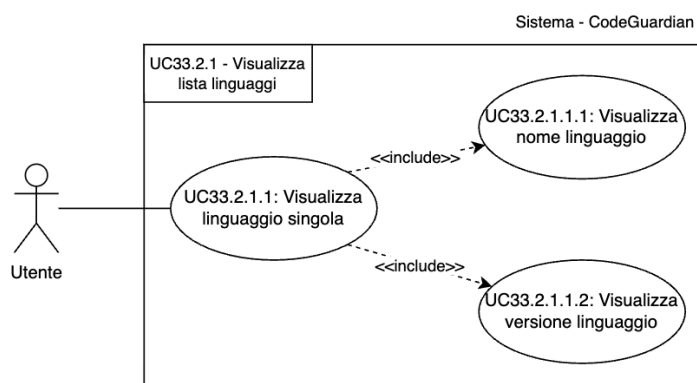 Sistema - CodeGuardian
UC33.2.1 - Visualizza
lista linguaggi
UC33.2.1.1.1: Visualizza
nome linguaggio
<<include>>
UC33.2.1.1: Visualizza
linguaggio singola
Utente
<<include>>
UC33.2.1.1.2: Visualizza
versione linguaggio